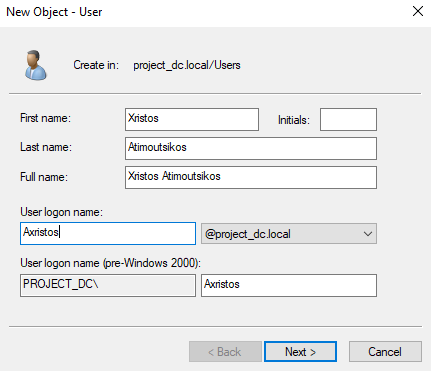 New Object - User
Create in: project_dc.local/Users
First name: Xristos Initials:
Last name: Atimoutsikos
Full name: Xristos Atimoutsikos
User logon name:
Axristos @project_dc.local
User logon name (pre-Windows 2000):
PROJECT_DC\ Axristos
< Back Next > Cancel